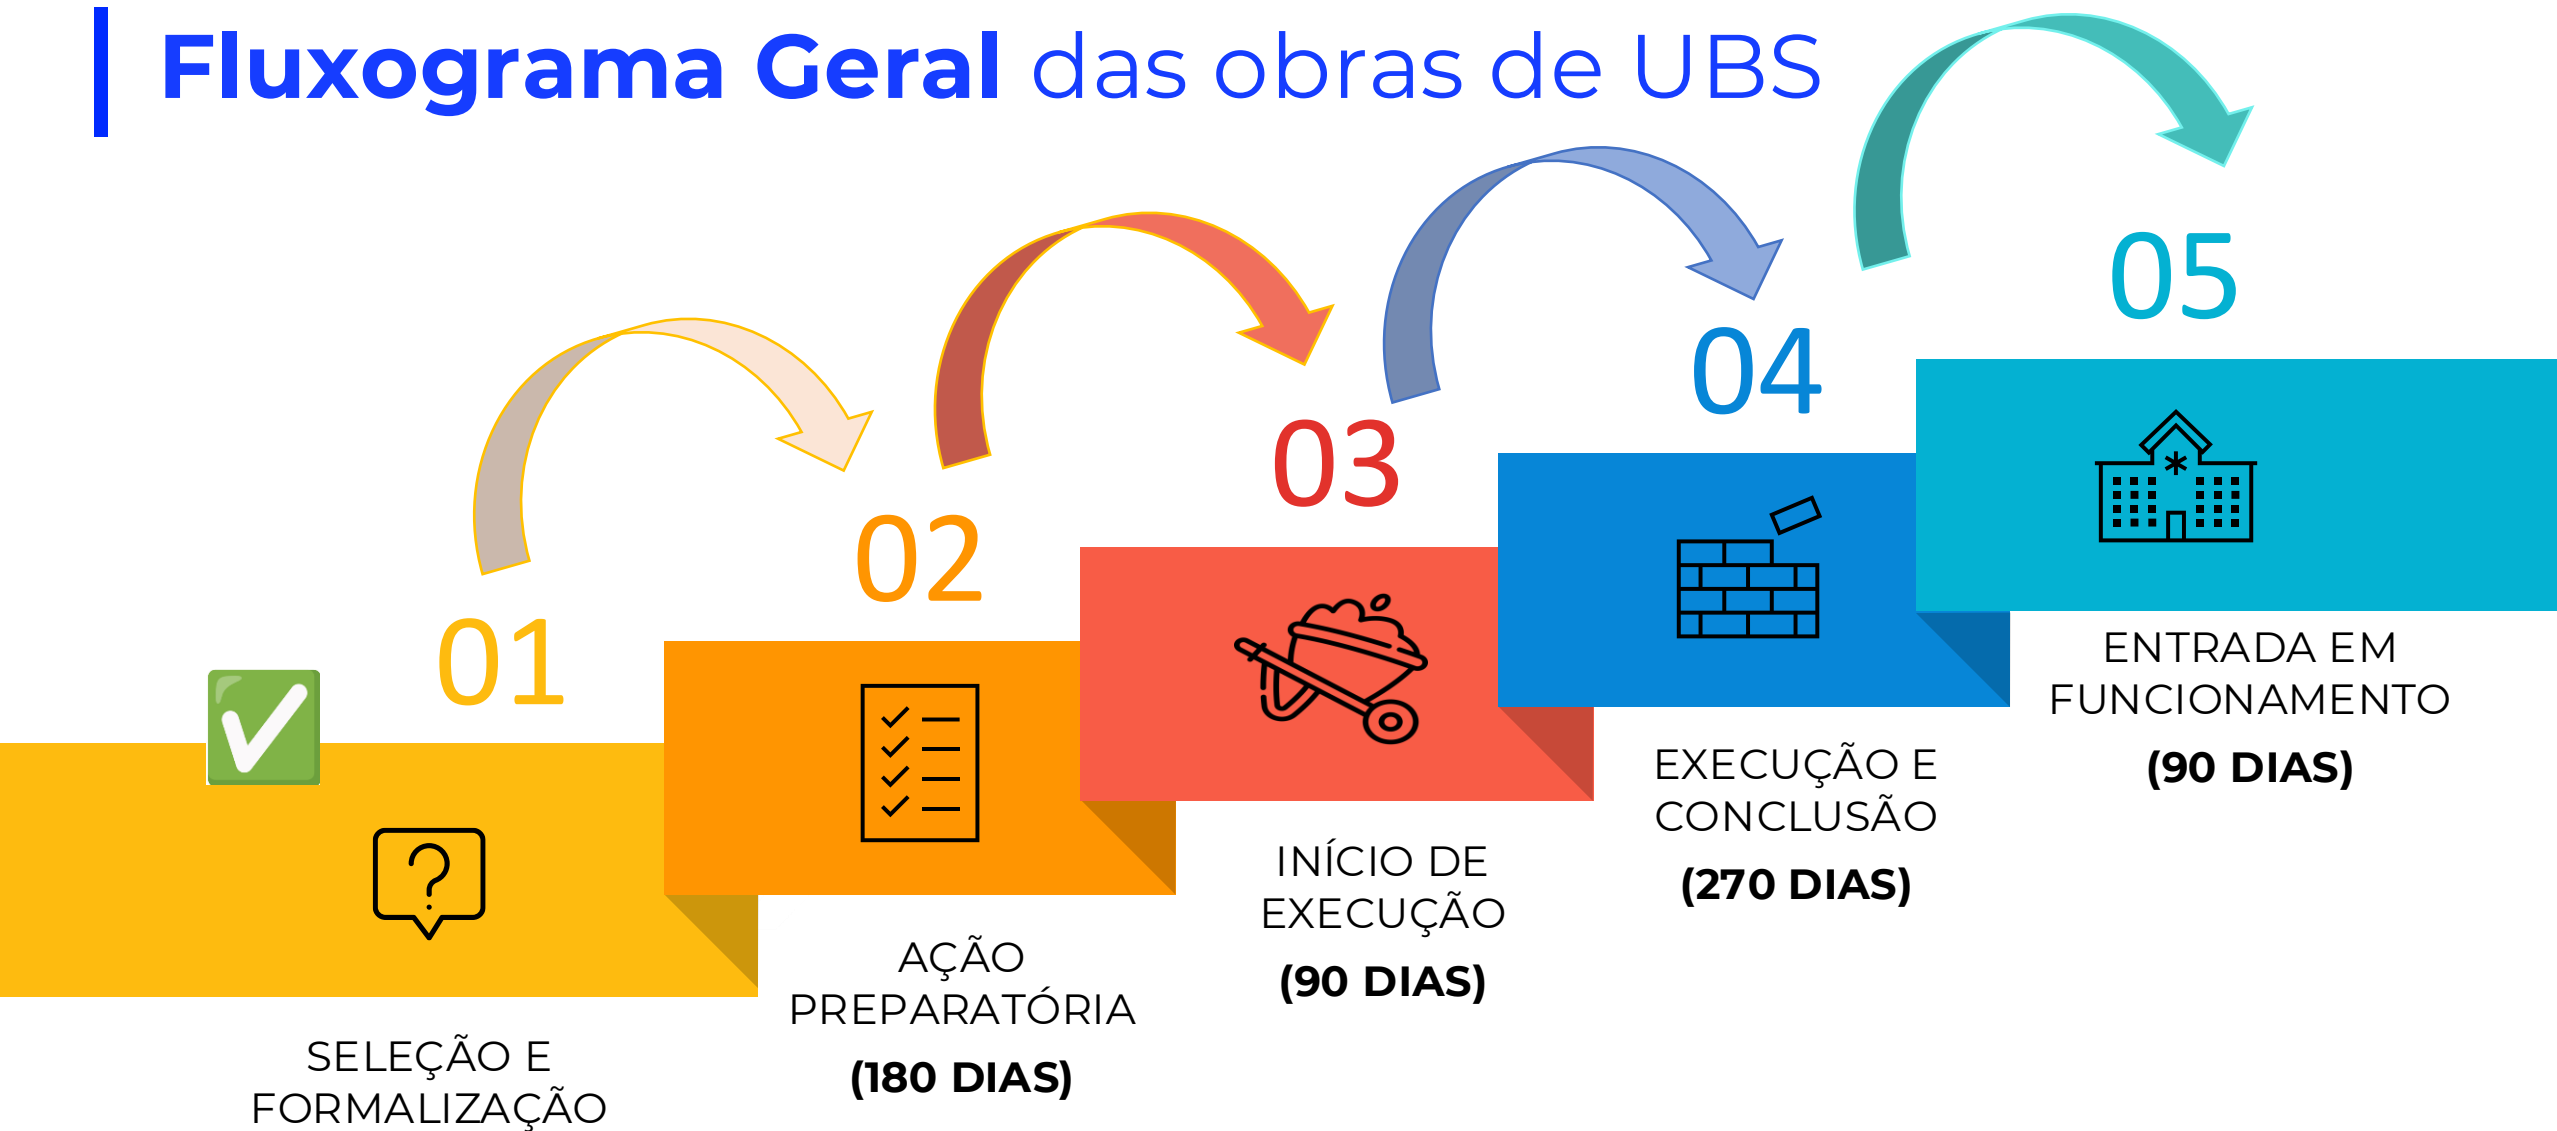 Fluxograma Geral das obras de UBS
01
SELEÇÃO E
FORMALIZAÇÃO
02
AÇÃO
PREPARATÓRIA
(180 DIAS)
03
INÍCIO DE
EXECUÇÃO
(90 DIAS)
04
EXECUÇÃO E
CONCLUSÃO
(270 DIAS)
05
ENTRADA EM
FUNCIONAMENTO
(90 DIAS)